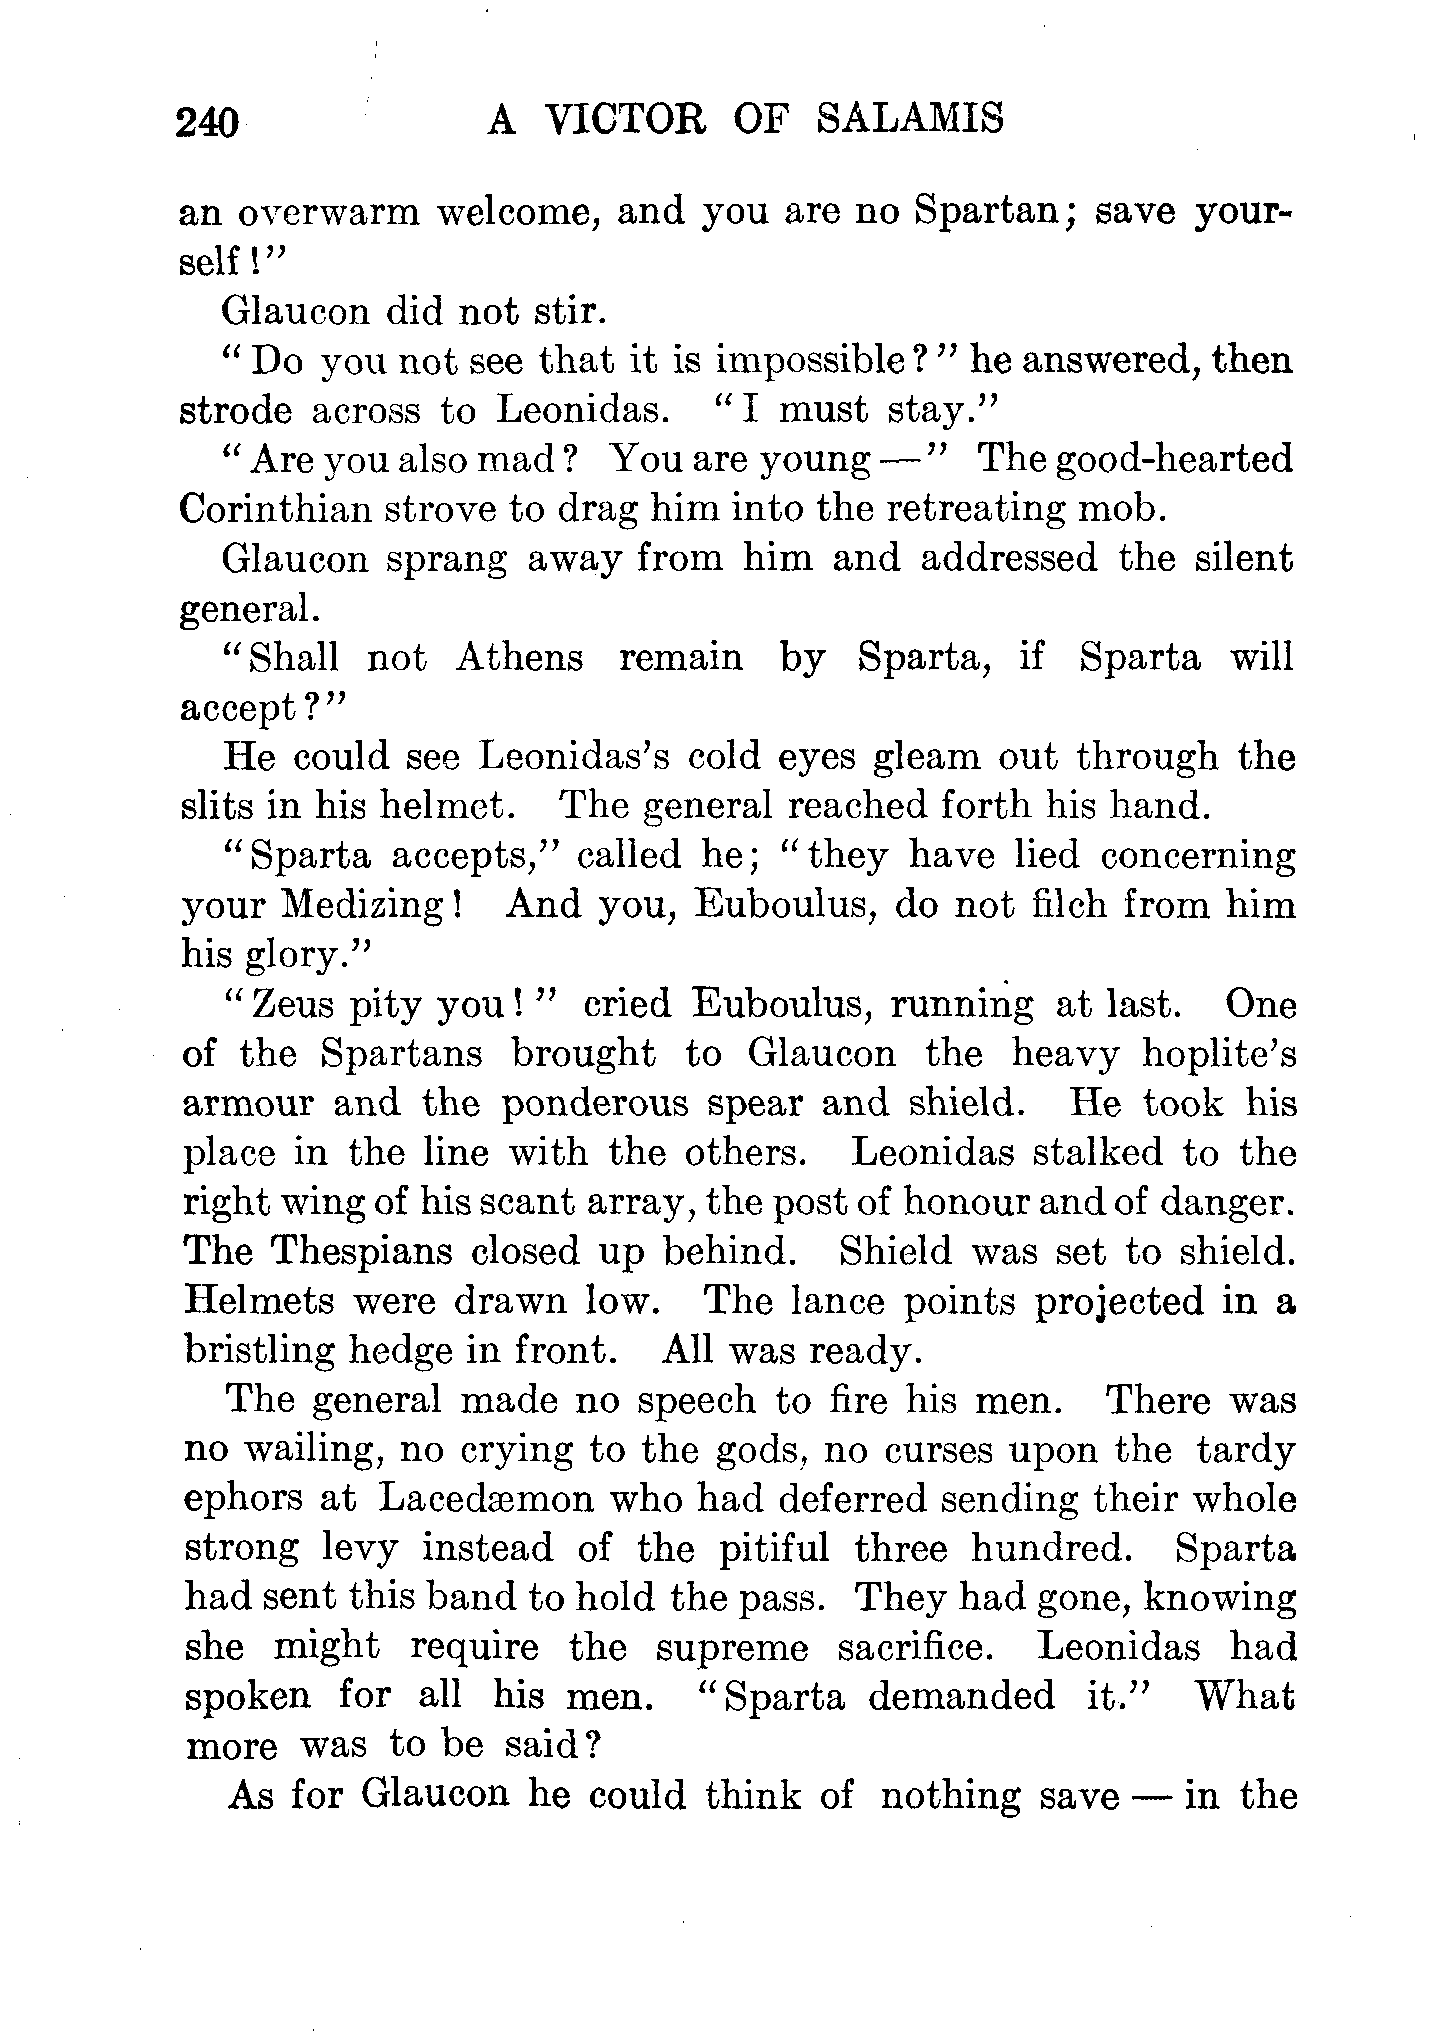 240 A VICTOR OF SALAMIS
an overwarm welcome, and you are no Spartan; save your-
self!"
Glaucon did not stir.
"Do you not see that it is impossible?" he answered, then
strode across to Leonidas. "I must stay."
"Are you also mad? You are young—" The good-hearted
Corinthian strove to drag him into the retreating mob.
Glaucon sprang away from him and addressed the silent
general.
"Shall not Athens remain by Sparta, if Sparta will
accept?"
He could see Leonidas's cold eyes gleam out through the
slits in his helmet. The general reached forth his hand.
"Sparta accepts," called he; "they have lied concerning
your Medizing! And you, Euboulus, do not filch from him
his glory."
"Zeus pity you!" cried Euboulus, running at last. One
of the Spartans brought to Glaucon the heavy hoplite's
armour and the ponderous spear and shield. He took his
place in the line with the others. Leonidas stalked to the
right wing of his scant array, the post of honour and of danger.
The Thespians closed up behind. Shield was set to shield.
Helmets were drawn low. The lance points projected in a
bristling hedge in front. All was ready.
The general made no speech to fire his men. There was
no wailing, no crying to the gods, no curses upon the tardy
ephors at Lacedæmon who had deferred sending their whole
strong levy instead of the pitiful three hundred. Sparta
had sent this band to hold the pass. They had gone, knowing
she might require the supreme sacrifice. Leonidas had
spoken for all his men. "Sparta demanded it." What
more was to be said?
As for Glaucon he could think of nothing save — in the